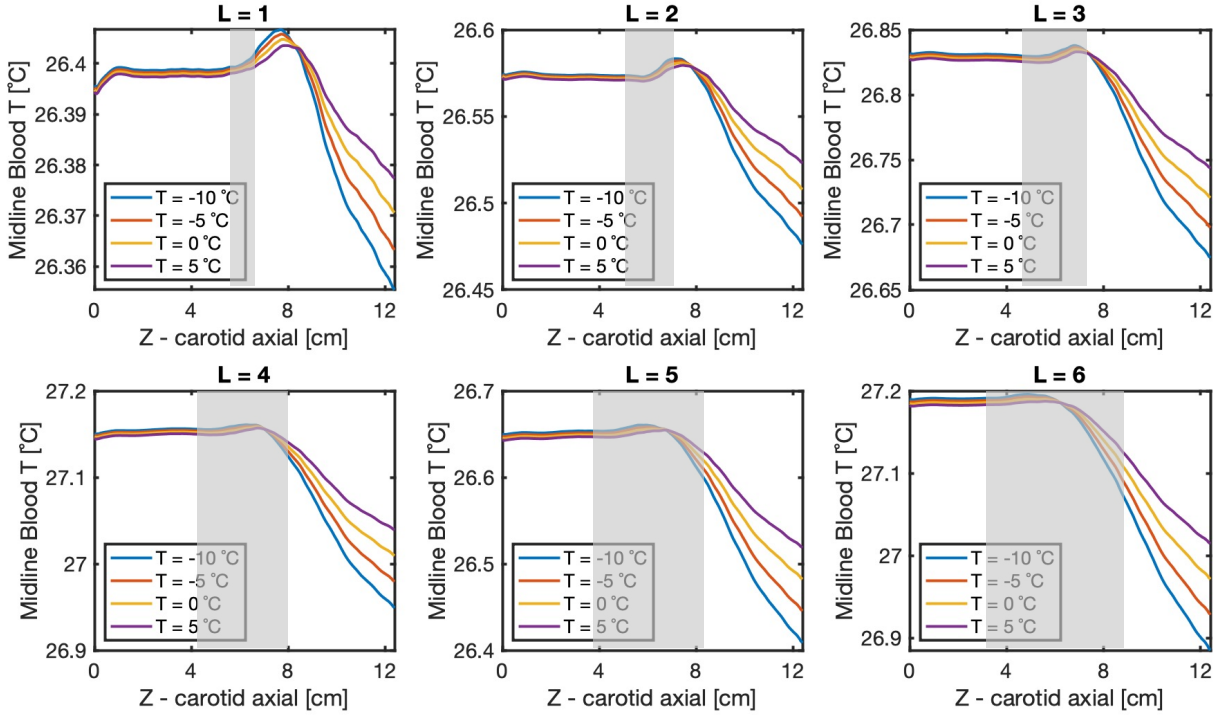 L = 1
Midline Blood T [°C]
26.4
26.39
26.38
26.37
26.36
T = -10 °C
T = -5 °C
T = 0 °C
T = 5 °C
0 4 8 12
Z - carotid axial [cm]
L = 2
Midline Blood T [°C]
26.6
26.55
26.5
26.45
T = -10 °C
T = -5 °C
T = 0 °C
T = 5 °C
0 4 8 12
Z - carotid axial [cm]
L = 3
Midline Blood T [°C]
26.85
26.8
26.75
26.7
26.65
T = -10 °C
T = -5 °C
T = 0 °C
T = 5 °C
0 4 8 12
Z - carotid axial [cm]
L = 4
Midline Blood T [°C]
27.2
27.1
27
26.9
T = -10 °C
T = -5 °C
T = 0 °C
T = 5 °C
0 4 8 12
Z - carotid axial [cm]
L = 5
Midline Blood T [°C]
26.7
26.6
26.5
26.4
T = -10 °C
T = -5 °C
T = 0 °C
T = 5 °C
0 4 8 12
Z - carotid axial [cm]
L = 6
Midline Blood T [°C]
27.2
27.1
27
26.9
T = -10 °C
T = -5 °C
T = 0 °C
T = 5 °C
0 4 8 12
Z - carotid axial [cm]